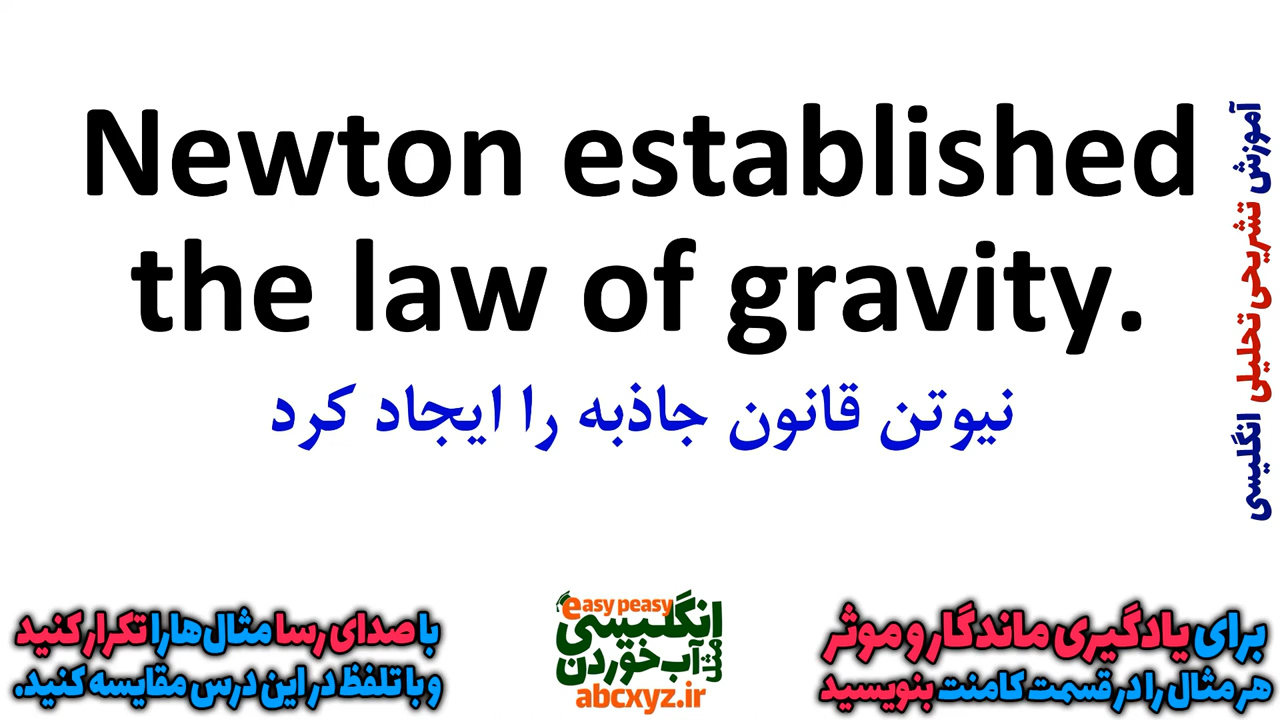 Newton established
the law of gravity.
نیوتن قانون جاذبه را ایجاد کرد
آموزش تشریحی تحلیلی انگلیسی
برای یادگیری ماندگار و موثر
هر مثال را در قسمت کامنت بنویسید
easy peasy
انگلیسی
مثل آب خوردن
abcxyz.ir
با صدای رسا مثال‌ها را تکرار کنید
و با تلفظ در این درس مقایسه کنید.